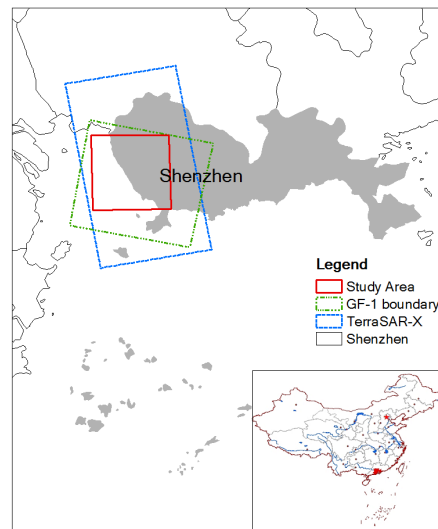 Shenzhen
Legend
Study Area
GF-1 boundary
TerraSAR-X
Shenzhen